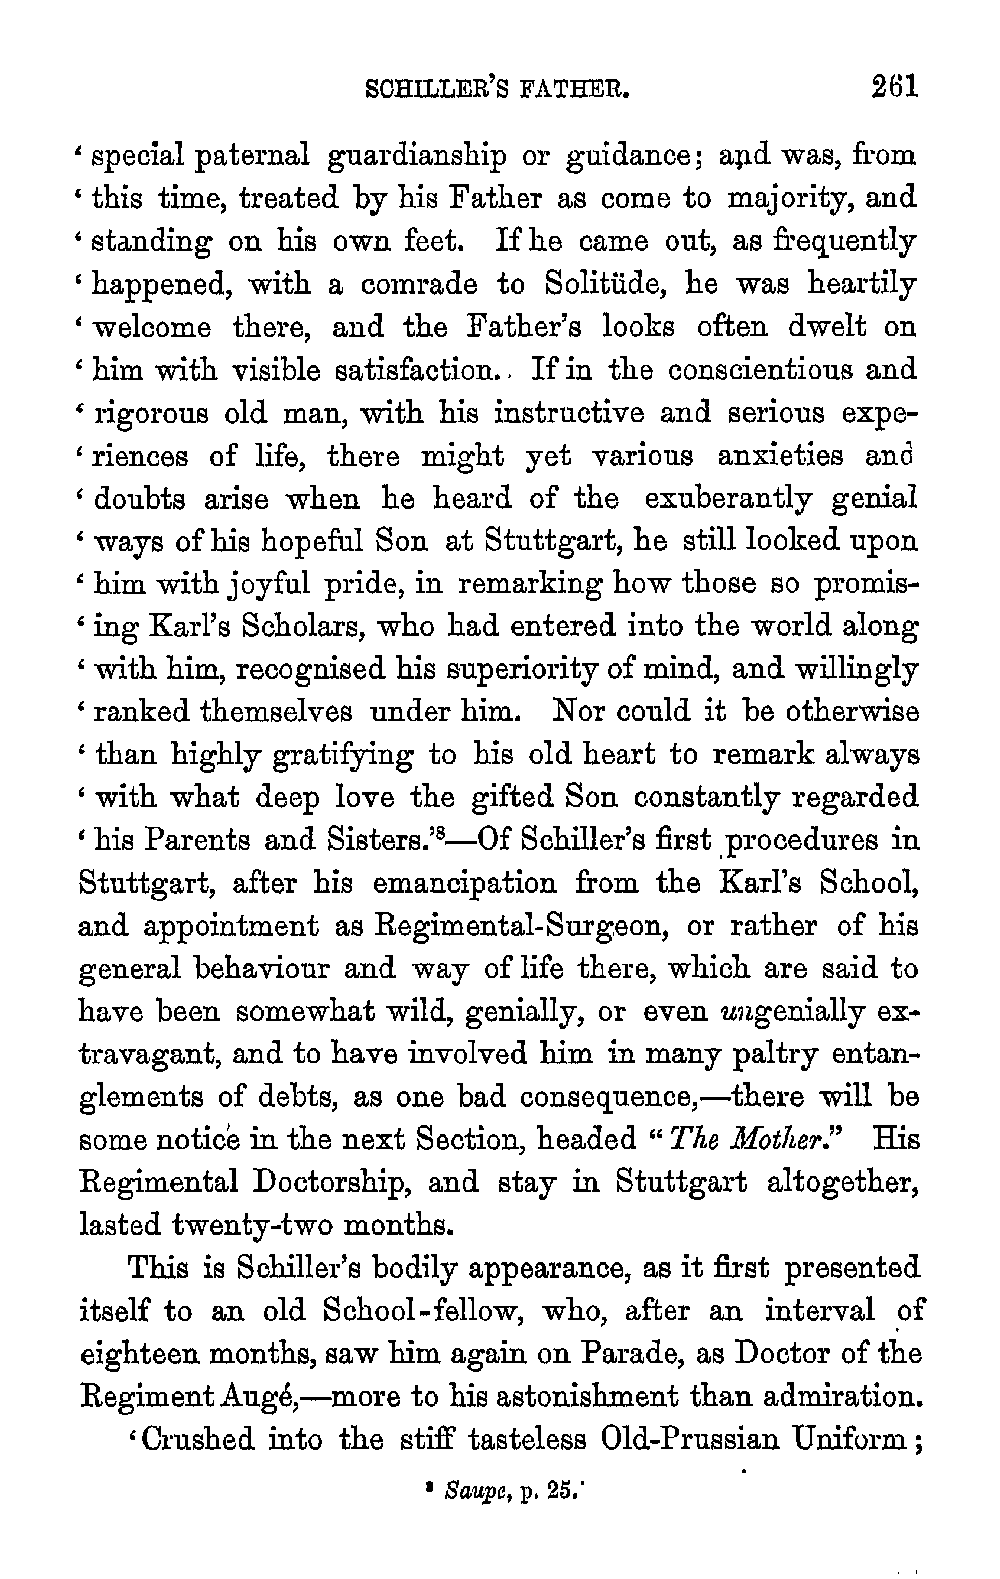 SCHILLER'S FATHER. 261
‘ special paternal guardianship or guidance; and was, from
‘ this time, treated by his Father as come to majority, and
‘ standing on his own feet. If he came out, as frequently
‘ happened, with a comrade to Solitüde, he was heartily
‘ welcome there, and the Father's looks often dwelt on
‘ him with visible satisfaction. If in the conscientious and
‘ rigorous old man, with his instructive and serious expe-
‘ riences of life, there might yet various anxieties and
‘ doubts arise when he heard of the exuberantly genial
‘ ways of his hopeful Son at Stuttgart, he still looked upon
‘ him with joyful pride, in remarking how those so promis-
‘ ing Karl's Scholars, who had entered into the world along
‘ with him, recognised his superiority of mind, and willingly
‘ ranked themselves under him. Nor could it be otherwise
‘ than highly gratifying to his old heart to remark always
‘ with what deep love the gifted Son constantly regarded
‘ his Parents and Sisters.’⁸—Of Schiller's first procedures in
Stuttgart, after his emancipation from the Karl's School,
and appointment as Regimental-Surgeon, or rather of his
general behaviour and way of life there, which are said to
have been somewhat wild, genially, or even ungenially ex-
travagant, and to have involved him in many paltry entan-
glements of debts, as one bad consequence,—there will be
some notice in the next Section, headed “ The Mother.” His
Regimental Doctorship, and stay in Stuttgart altogether,
lasted twenty-two months.
This is Schiller's bodily appearance, as it first presented
itself to an old School-fellow, who, after an interval of
eighteen months, saw him again on Parade, as Doctor of the
Regiment Augé,—more to his astonishment than admiration.
‘Crushed into the stiff tasteless Old-Prussian Uniform;
⁸ Saupe, p. 25.